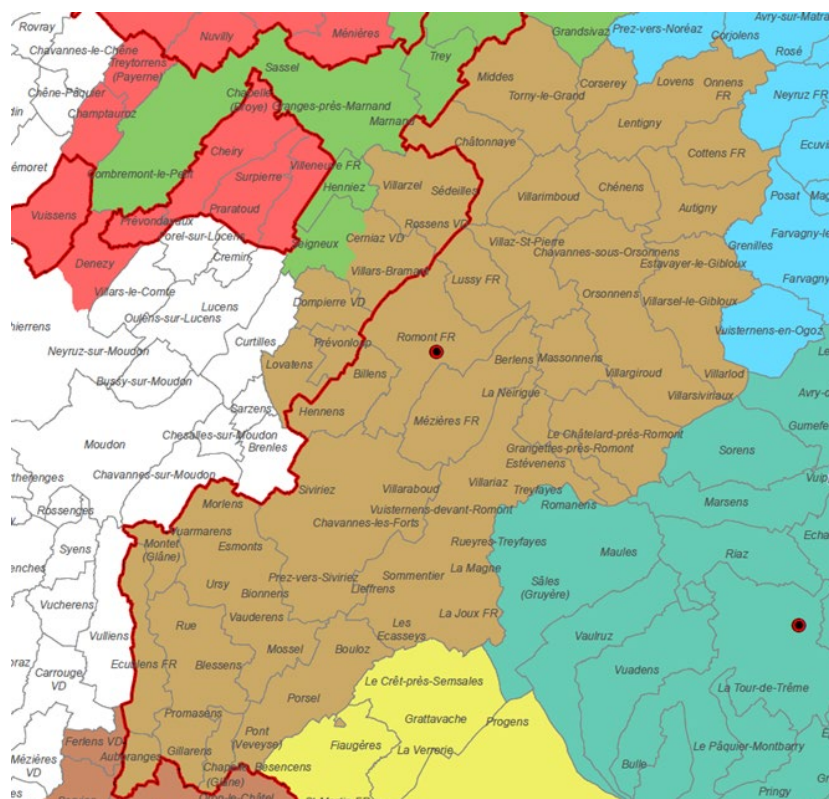 Rovray
Nuvilly
Ménières
Grandsivaz
Prez-vers-Noréaz
Avry-sur-Matra
Corjolens
Chavannes-le-Chêne
Treytorrens
(Payerne)
Sassel
Trey
Rosé
Chêne-Pâquier
Champtauroz
Chapelle
(Broye)
Granges-près-Marnand
Marnand
Middes
Torny-le-Grand
Corserey
Lovens
Onnens
FR
Neyruz FR
Lentigny
Ecuvi
Châtonnaye
Cottens FR
Cheiry
Villeneuve FR
Surpierre
Henniez
Combremont-le-Petit
Praratoud
Villarzel
Sédeilles
Villarimboud
Chénens
Autigny
Posat
Vuissens
Prévondavaux
Rossens VD
Farvagny-le
Seigneux
Cerniaz VD
Villaz-St-Pierre
Chavannes-sous-Orsonnens
Grenilles
Estavayer-le-Gibloux
Cremin
Denezy
Villars-le-Comte
Villars-Bramard
Lussy FR
Farvagny
Orsonnens
Villarsel-le-Gibloux
Lucens
Dompierre VD
Oulens-sur-Lucens
Vuisternens-en-Ogoz
Curtilles
Prévonloup
Romont FR
Neyruz-sur-Moudon
Lovatens
Billens
Berlens
Massonnens
Villargiroud
Villarlod
Bussy-sur-Moudon
La Neirigue
Villarsiviriaux
Sarzens
Hennens
Mézières FR
Chesalles-sur-Moudon
Le Châtelard-près-Romont
Moudon
Brenles
Grangettes-près-Romont
Sorens
Estévenens
Chavannes-sur-Moudon
Siviriez
Villaraboud
Villariaz
Treyfayes
Romanens
Marsens
Rossenges
Morlens
Vuisternens-devant-Romont
Chavannes-les-Forts
Vuarmarens
Syens
Montet
(Glâne)
Esmonts
Rueyres-Treyfayes
Maules
Riaz
Ursy
Prez-vers-Siviriez
Sommentier
La Magne
Sâles
(Gruyère)
Vucherens
Bionnens
Lieffrens
Vauderens
La Joux FR
Vulliens
Rue
Les
Ecasseys
Vaulruz
Mossel
Bouloz
Ecublens FR
Blessens
Vuadens
Carrouge
VD
Le Crêt-près-Semsales
La Tour-de-Trême
Porsel
Promasens
Grattavache
Progens
Ferlens VD
Pont
(Veveyse)
Fiaugères
La Verrerie
Le Pâquier-Montbarry
Auboranges
Gillarens
Mézières
VD
Chapelle
(Glâne)
Besencens
Bulle
Pringy